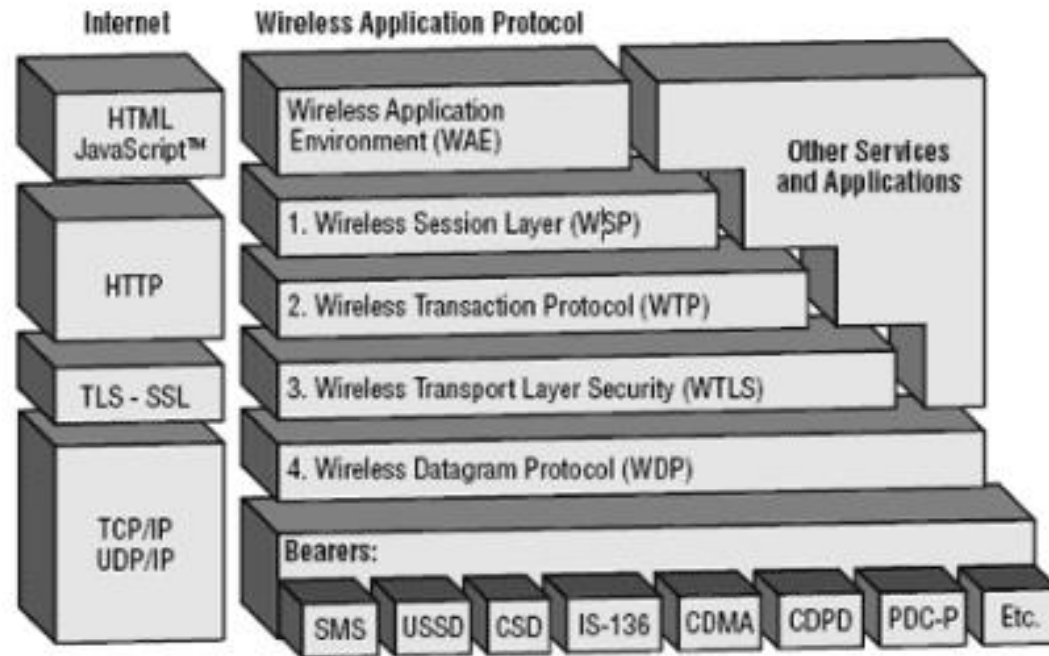 Internet
Wireless Application Protocol
HTML
JavaScript™
HTTP
TLS - SSL
TCP/IP
UDP/IP
Wireless Application
Environment (WAE)
1. Wireless Session Layer (WSP)
2. Wireless Transaction Protocol (WTP)
3. Wireless Transport Layer Security (WTLS)
4. Wireless Datagram Protocol (WDP)
Bearers:
SMS
USSD
CSD
IS-136
CDMA
CDPD
PDC-P
Etc.
Other Services
and Applications